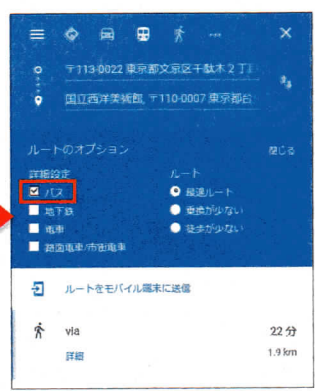 〒113-0022 東京都文京区千駄木2丁目
国立西洋美術館, 〒110-0007 東京都台
ルートのオプション 閉じる
詳細設定 ルート
バス 最速ルート
地下鉄 乗換が少ない
電車 徒歩が少ない
路面電車/市街電車
ルートをモバイル端末に送信
via 22 分
詳細 1.9 km